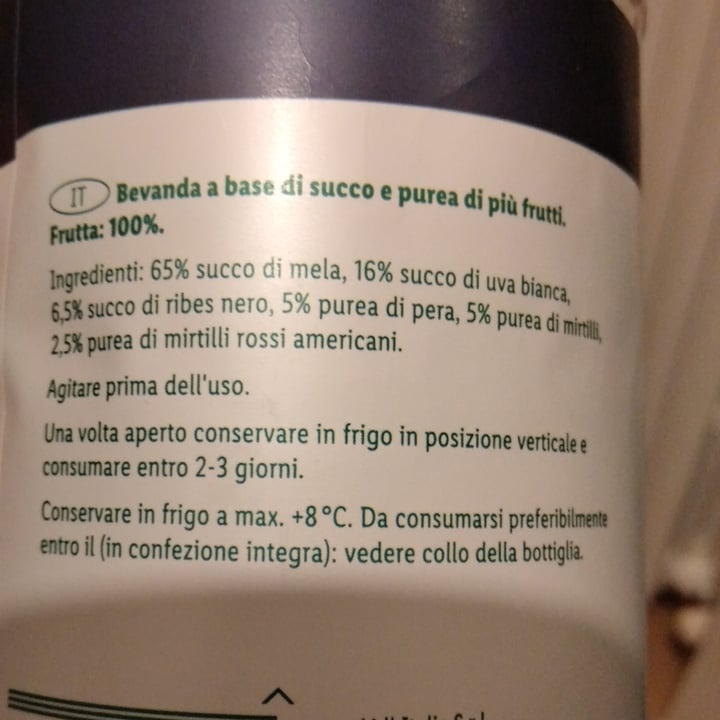 IT Bevanda a base di succo e purea di più frutti.
Frutta: 100%.
Ingredienti: 65% succo di mela, 16% succo di uva bianca,
6,5% succo di ribes nero, 5% purea di pera, 5% purea di mirtilli,
2,5% purea di mirtilli rossi americani.
Agitare prima dell'uso.
Una volta aperto conservare in frigo in posizione verticale e
consumare entro 2-3 giorni.
Conservare in frigo a max. +8°C. Da consumarsi preferibilmente
entro il (in confezione integra): vedere collo della bottiglia.